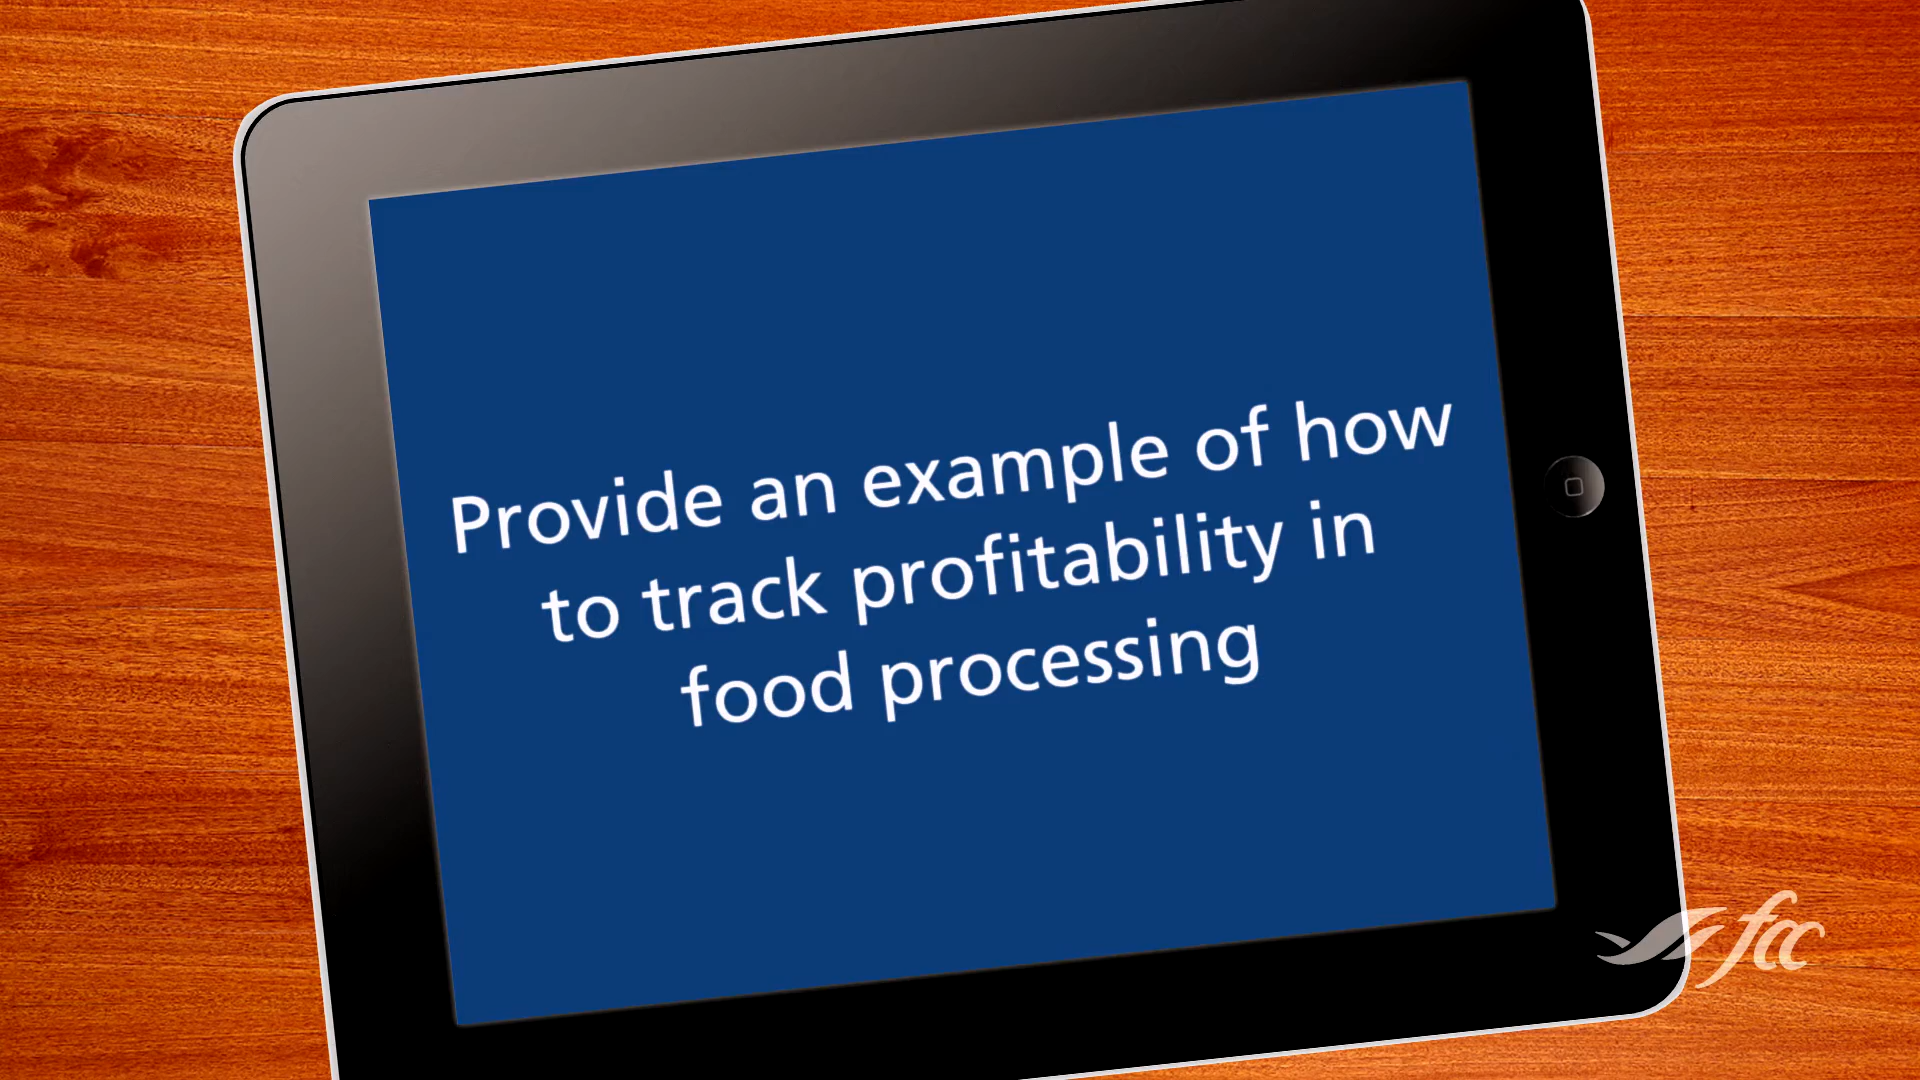 Provide an example of how
to track profitability in
food processing
fcc